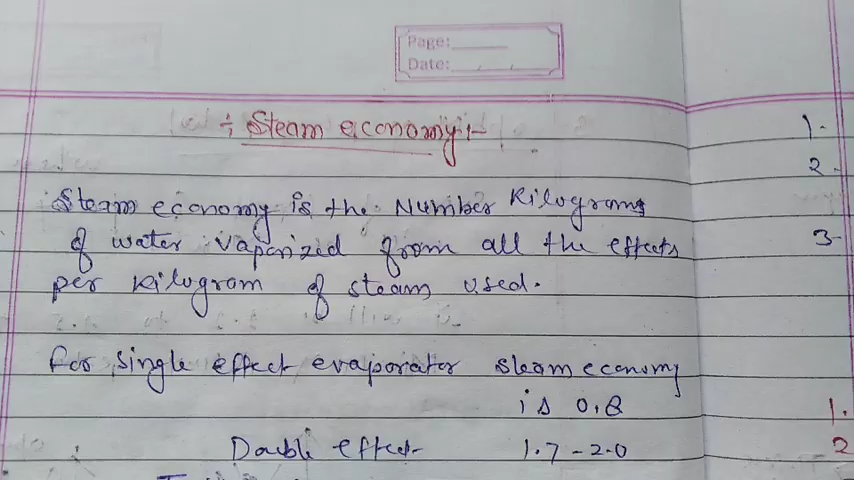 Page:
Date:
÷ Steam economy :-
Steam economy is the Number Kilograms
of water vaporized from all the effects
per Kilogram of steam used.
for single effect evaporator steam economy
is 0.8
Double effect 1.7 - 2.0
1.
2.
3.
1.
2